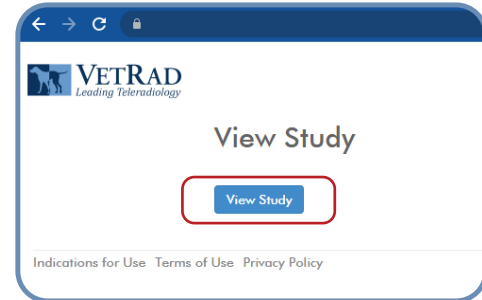 VETRAD
Leading Teleradiology
View Study
View Study
Indications for Use Terms of Use Privacy Policy